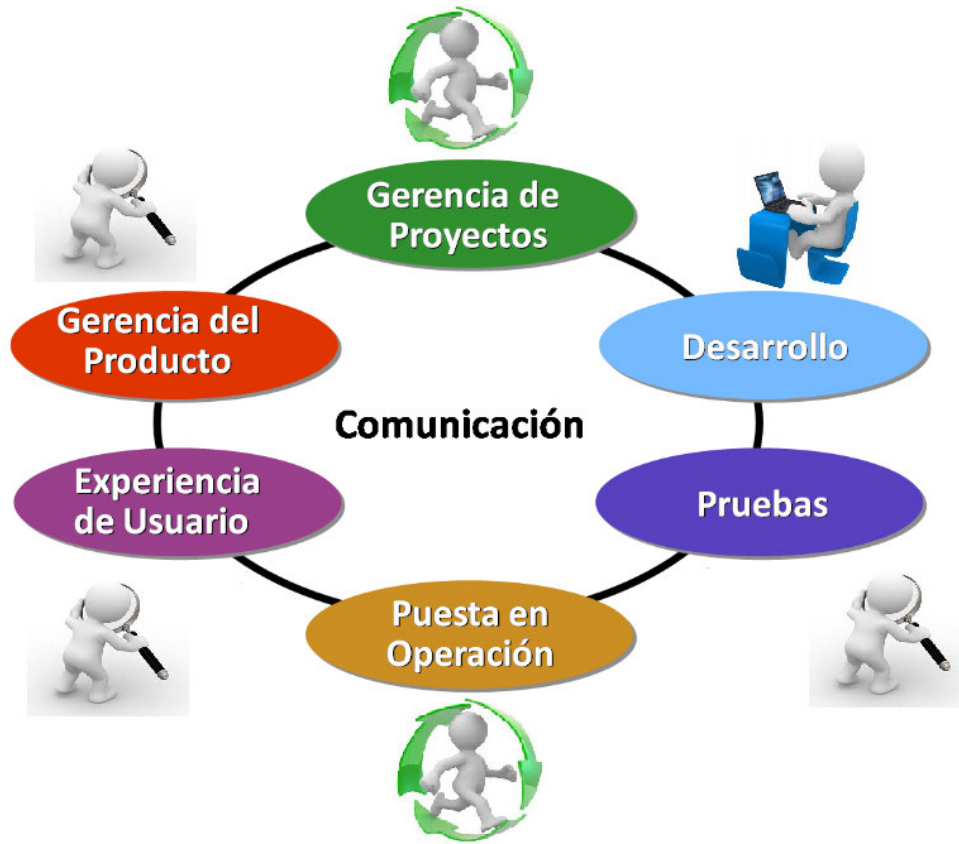 Gerencia de
Proyectos
Gerencia del
Producto
Desarrollo
Comunicación
Experiencia
de Usuario
Pruebas
Puesta en
Operación